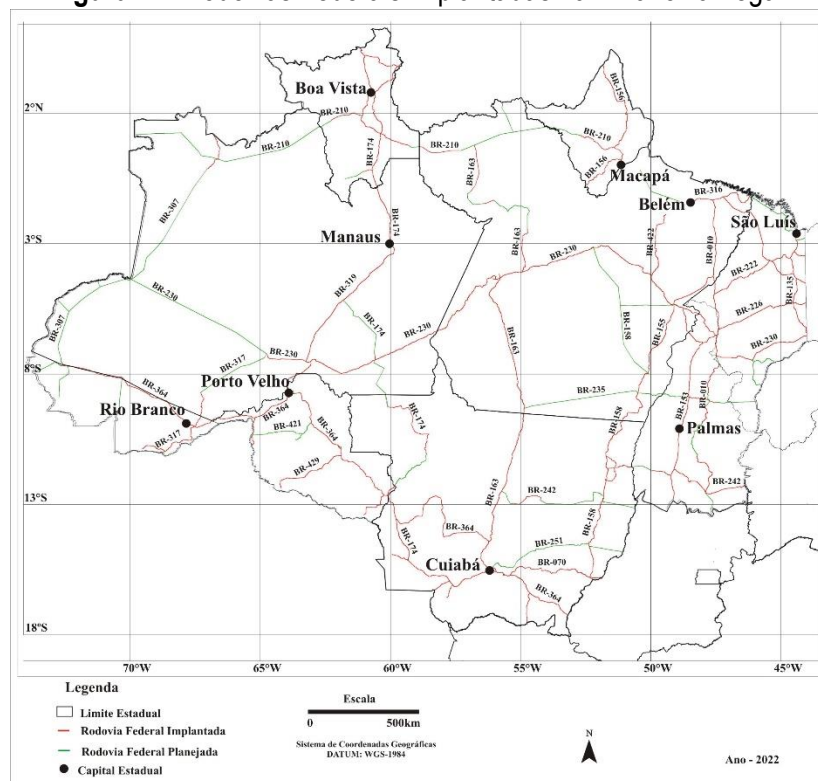 Boa Vista
BR-156
2°N
BR-210
BR-210
BR-174
BR-210
BR-210
BR-163
BR-156
Macapá
BR-316
Belém
São Luís
BR-307
BR-174
Manaus
3°S
BR-163
BR-422
BR-010
BR-222
BR-135
BR-230
BR-230
BR-319
BR-307
BR-174
BR-230
BR-158
BR-155
BR-226
BR-230
BR-163
BR-317
BR-230
8°S
BR-364
Porto Velho
BR-235
BR-153
BR-010
Rio Branco
BR-364
BR-421
BR-364
BR-174
BR-158
Palmas
BR-317
BR-429
BR-163
BR-242
BR-242
13°S
BR-364
BR-174
BR-251
BR-158
Cuiabá
BR-070
BR-364
18°S
70°W
65°W
60°W
55°W
50°W
45°W
Legenda
Limite Estadual
Rodovia Federal Implantada
Rodovia Federal Planejada
Capital Estadual
Escala
0 500km
Sistema de Coordenadas Geográficas
DATUM: WGS-1984
N
Ano - 2022